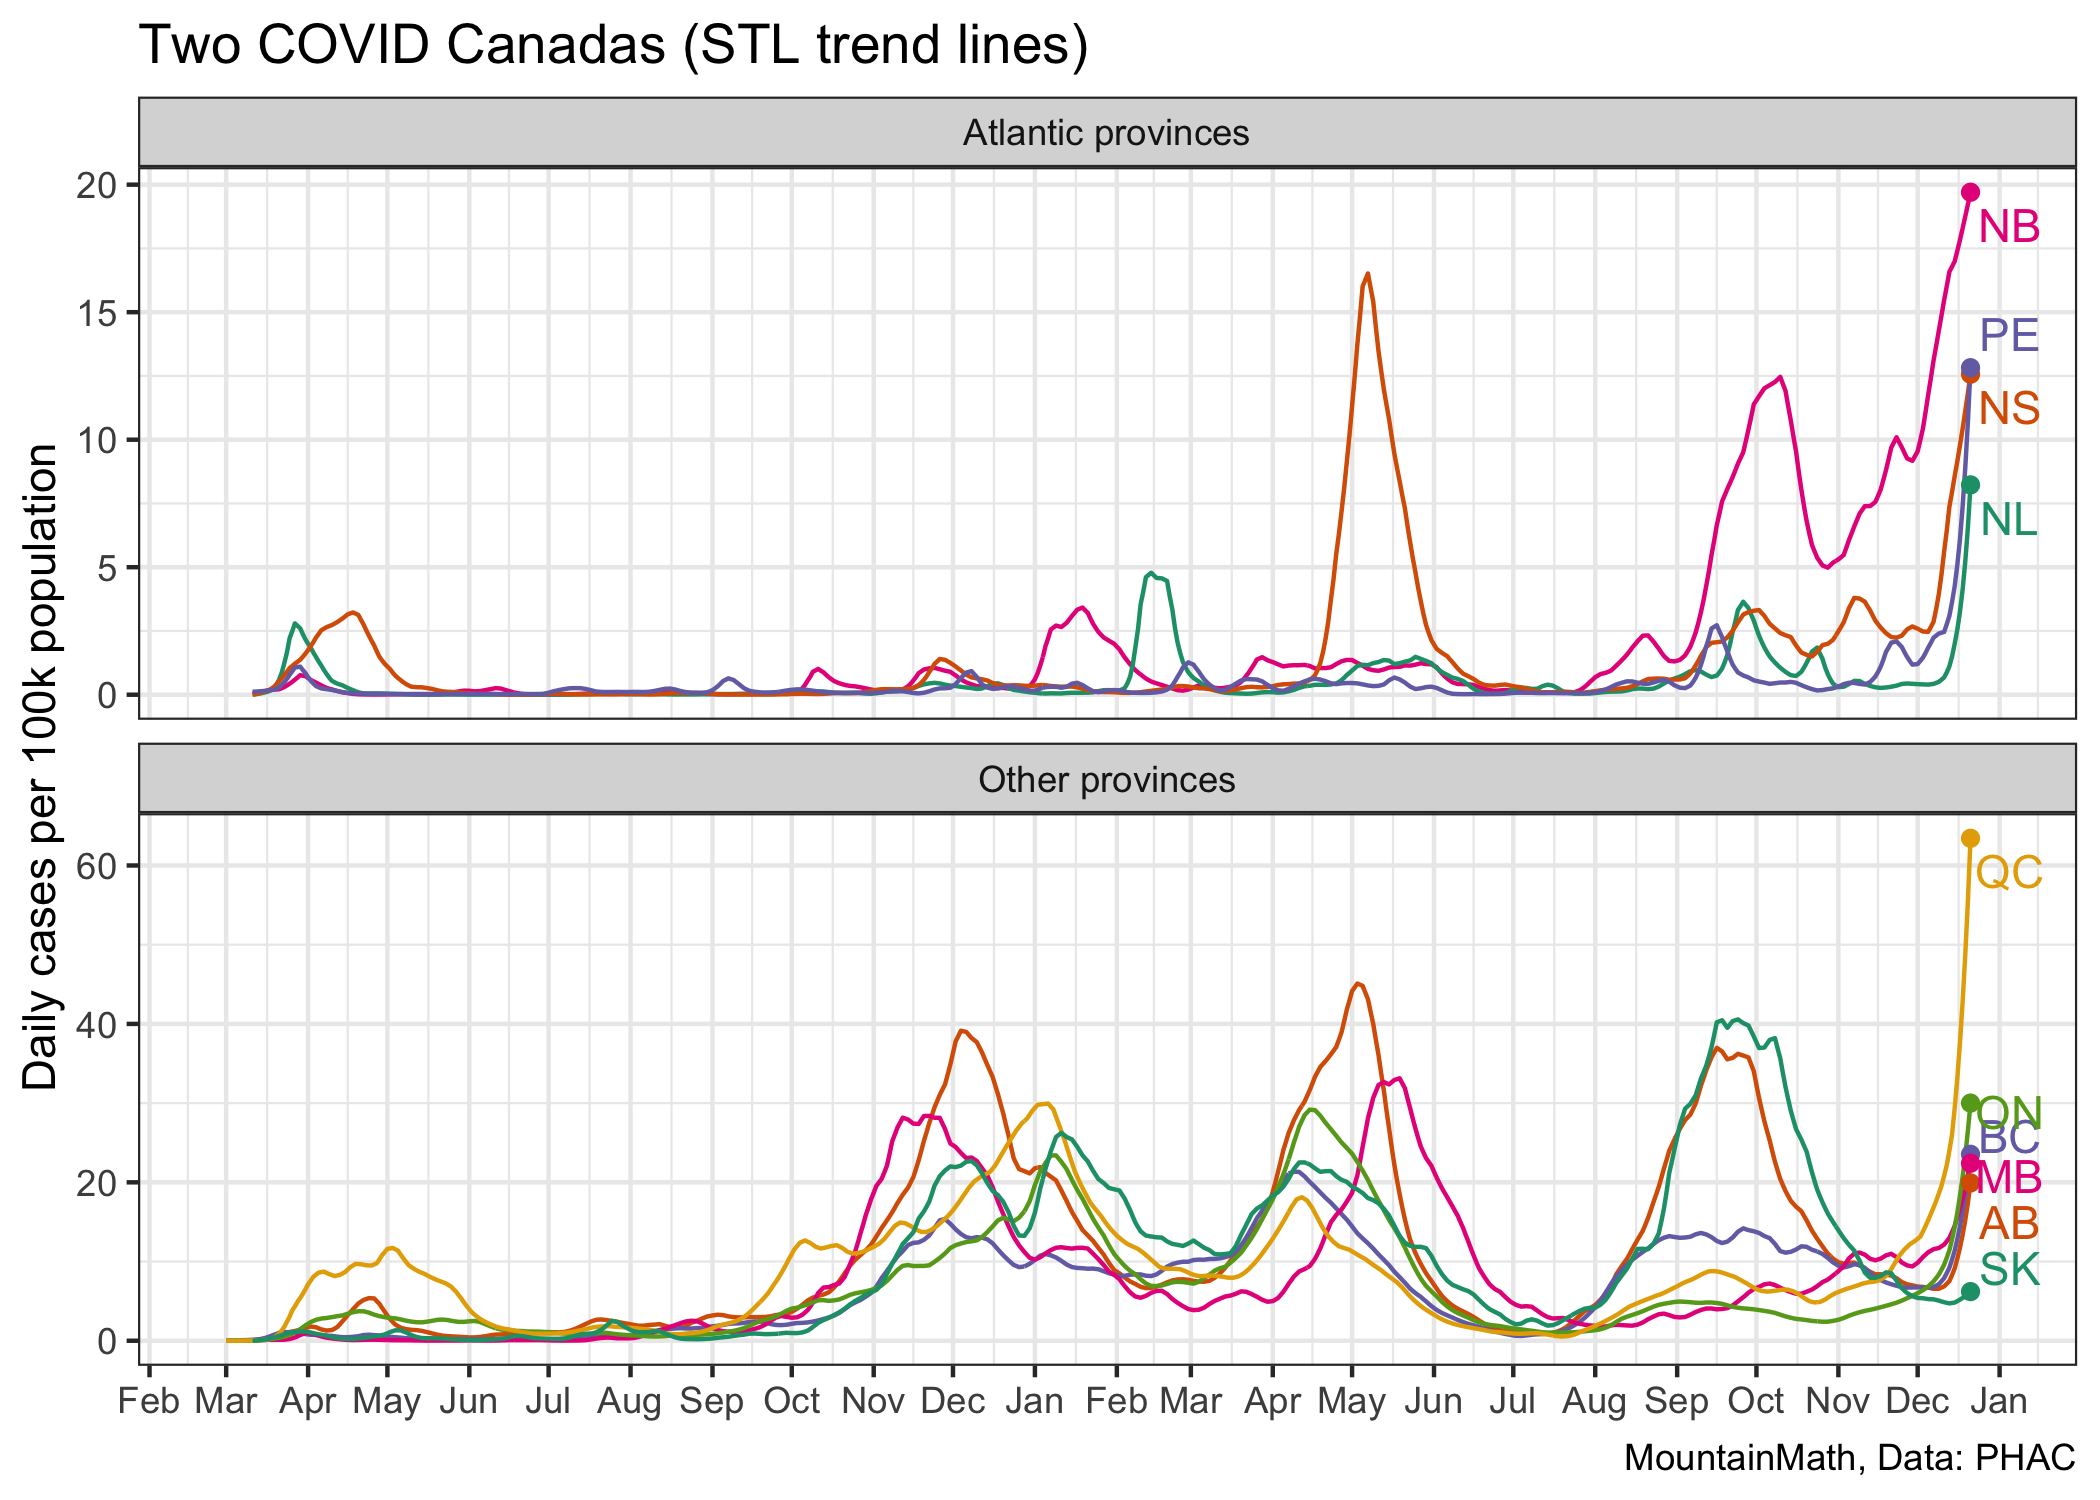 Two COVID Canadas (STL trend lines)
Atlantic provinces
20
15
10
5
0
NB
PE
NS
NL
Daily cases per 100k population
Other provinces
60
40
20
0
QC
ON
BC
MB
AB
SK
Feb Mar Apr May Jun Jul Aug Sep Oct Nov Dec Jan Feb Mar Apr May Jun Jul Aug Sep Oct Nov Dec Jan
MountainMath, Data: PHAC